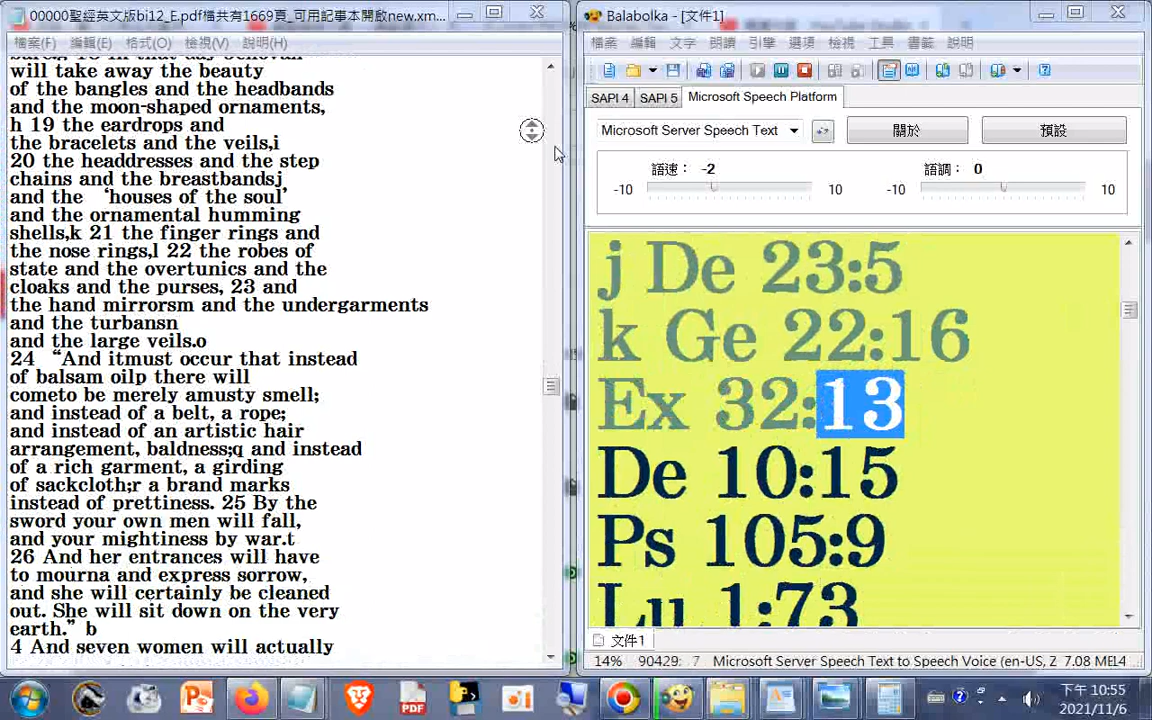 00000聖經英文版bi12_E.pdf檔共有1669頁_可用記事本開啟new.xm...
檔案(F) 編輯(E) 格式(O) 檢視(V) 說明(H)
will take away the beauty
of the bangles and the headbands
and the moon-shaped ornaments,
h 19 the eardrops and
the bracelets and the veils,i
20 the headdresses and the step
chains and the breastbandsj
and the ‘houses of the soul’
and the ornamental humming
shells,k 21 the finger rings and
the nose rings,l 22 the robes of
state and the overtunics and the
cloaks and the purses, 23 and
the hand mirrorsm and the undergarments
and the turbansn
and the large veils.o
24 “And itmust occur that instead
of balsam oilp there will
cometo be merely amusty smell;
and instead of a belt, a rope;
and instead of an artistic hair
arrangement, baldness;q and instead
of a rich garment, a girding
of sackcloth;r a brand marks
instead of prettiness. 25 By the
sword your own men will fall,
and your mightiness by war.t
26 And her entrances will have
to mourna and express sorrow,
and she will certainly be cleaned
out. She will sit down on the very
earth.” b
4 And seven women will actually
Balabolka - [文件1]
檔案 編輯 文字 朗讀 引擎 選項 檢視 工具 書籤 說明
SAPI 4 SAPI 5 Microsoft Speech Platform
Microsoft Server Speech Text 關於 預設
語速: -2 語調: 0
-10 10 -10 10
j De 23:5
k Ge 22:16
Ex 32:13
De 10:15
Ps 105:9
Lu 1:73
文件1
14% 90429: 7 Microsoft Server Speech Text to Speech Voice (en-US, Z 7.08 ME
下午 10:55
2021/11/6